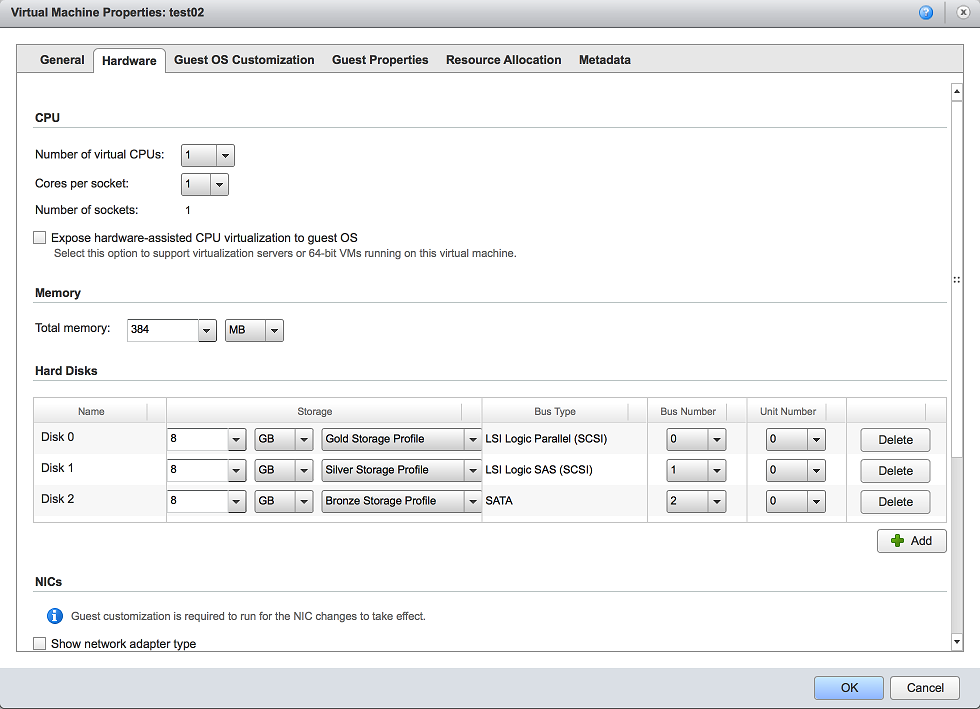 Virtual Machine Properties: test02
General Hardware Guest OS Customization Guest Properties Resource Allocation Metadata
CPU
Number of virtual CPUs: 1
Cores per socket: 1
Number of sockets: 1
Expose hardware-assisted CPU virtualization to guest OS
Select this option to support virtualization servers or 64-bit VMs running on this virtual machine.
Memory
Total memory: 384 MB
Hard Disks
Name Storage Bus Type Bus Number Unit Number
Disk 0 8 GB Gold Storage Profile LSI Logic Parallel (SCSI) 0 0 Delete
Disk 1 8 GB Silver Storage Profile LSI Logic SAS (SCSI) 1 0 Delete
Disk 2 8 GB Bronze Storage Profile SATA 2 0 Delete
Add
NICs
Guest customization is required to run for the NIC changes to take effect.
Show network adapter type
OK Cancel